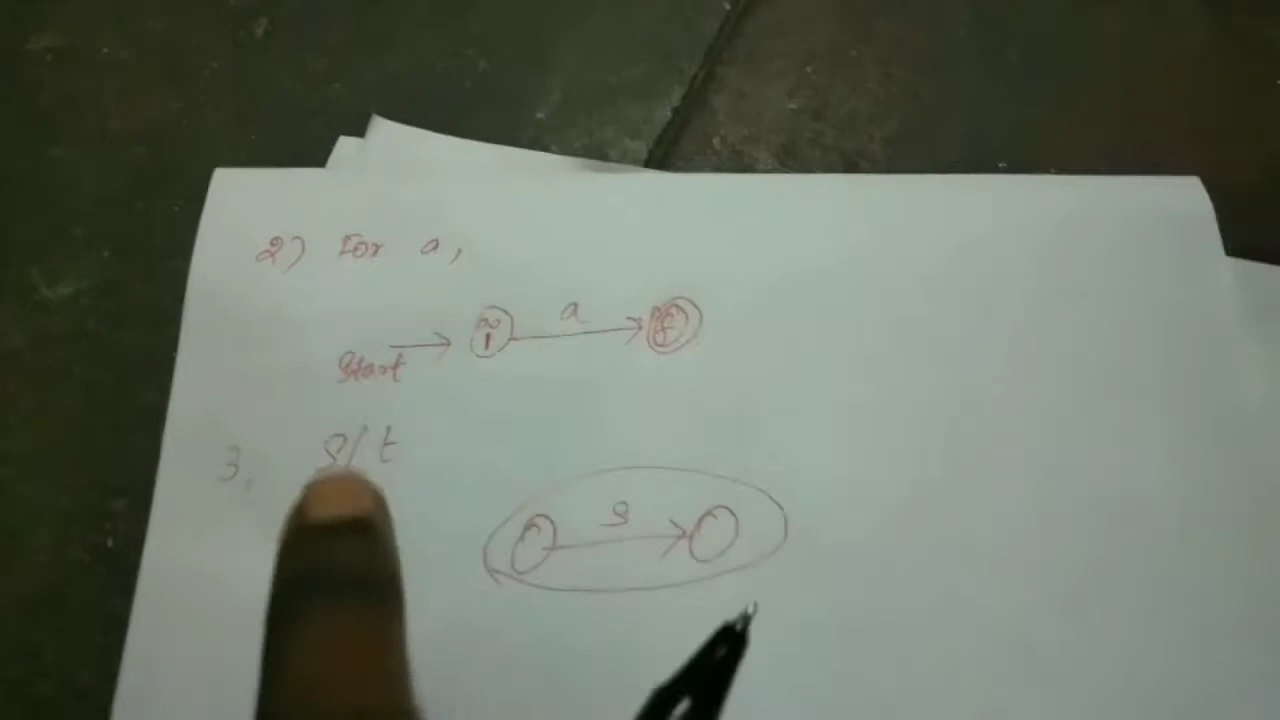 2) For a,
a
Start i f
3, S/t
S